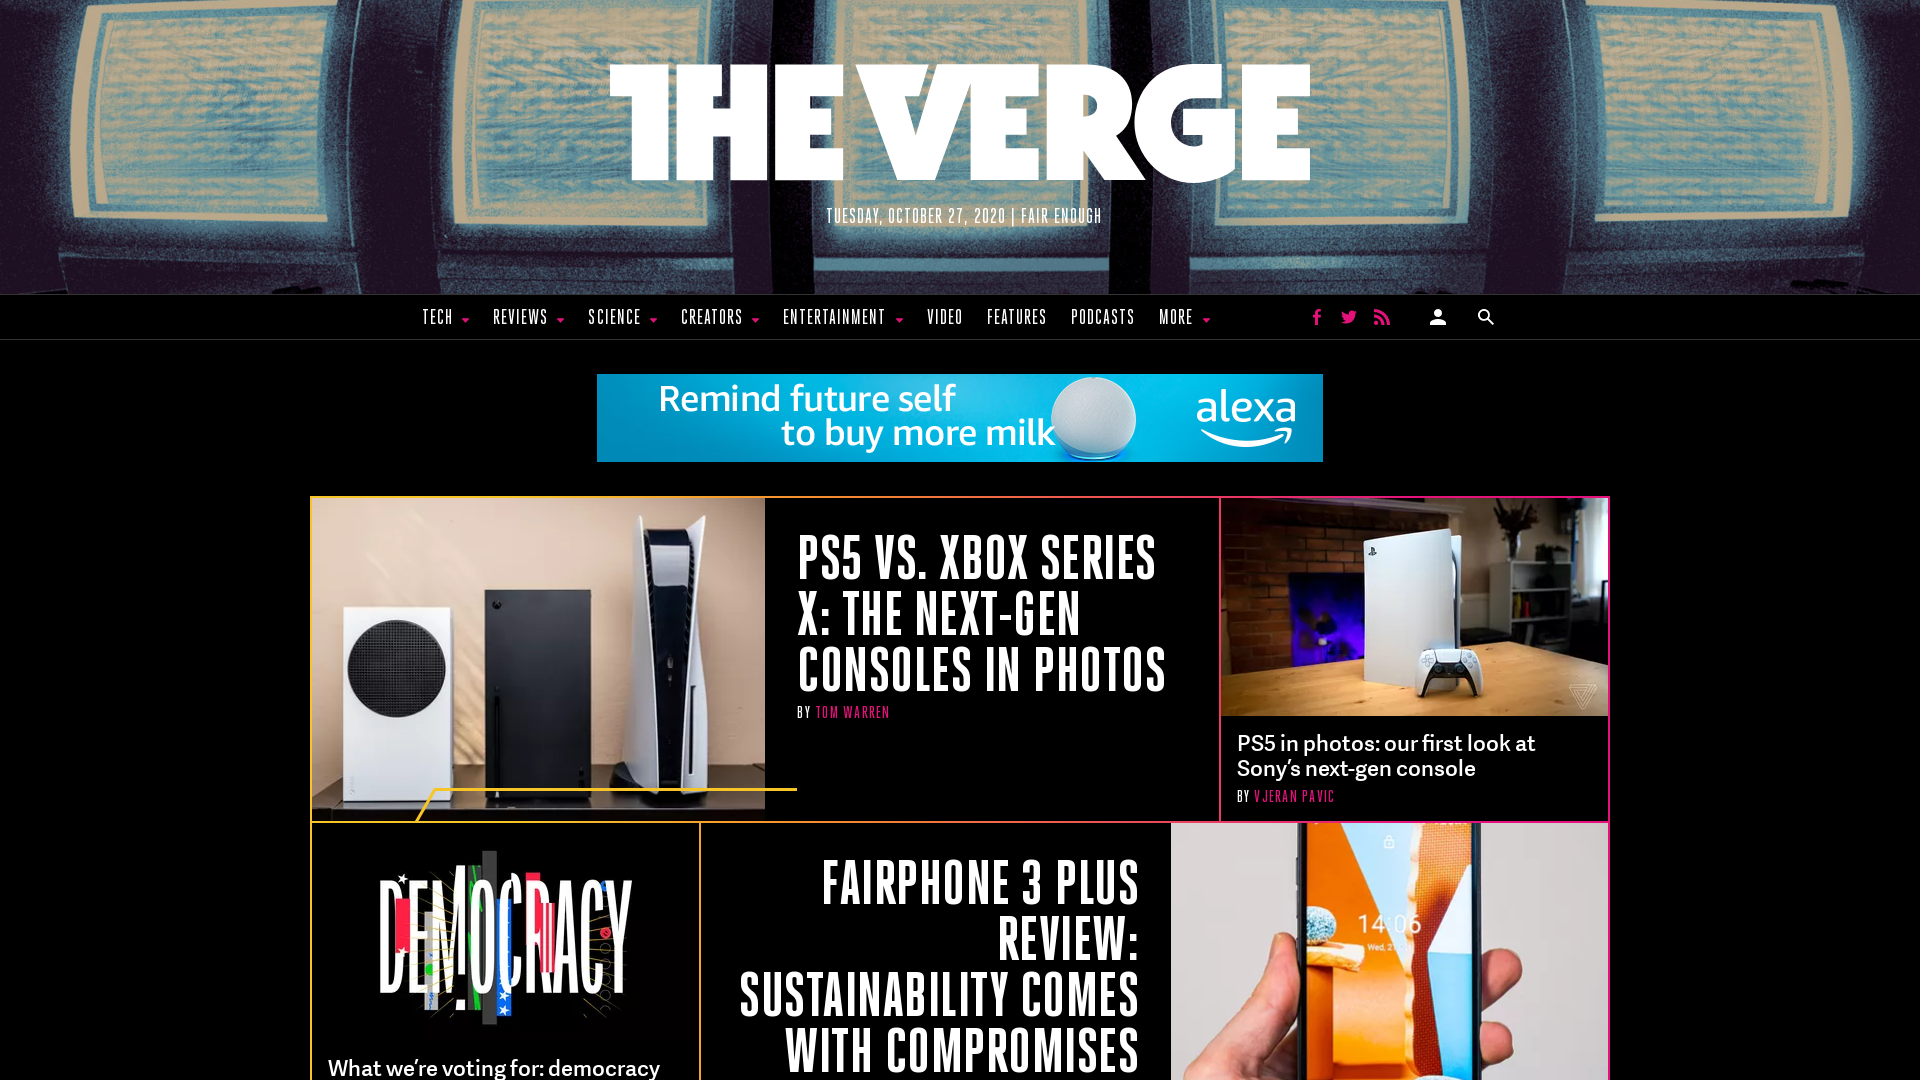 THE VERGE
TUESDAY, OCTOBER 27, 2020 | FAIR ENOUGH
TECH REVIEWS SCIENCE CREATORS ENTERTAINMENT VIDEO FEATURES PODCASTS MORE
Remind future self
to buy more milk
alexa
PS5 VS. XBOX SERIES
X: THE NEXT-GEN
CONSOLES IN PHOTOS
BY TOM WARREN
PS5 in photos: our first look at
Sony's next-gen console
BY VJERAN PAVIC
DEMOCRACY
What we're voting for: democracy
FAIRPHONE 3 PLUS
REVIEW:
SUSTAINABILITY COMES
WITH COMPROMISES
14:06